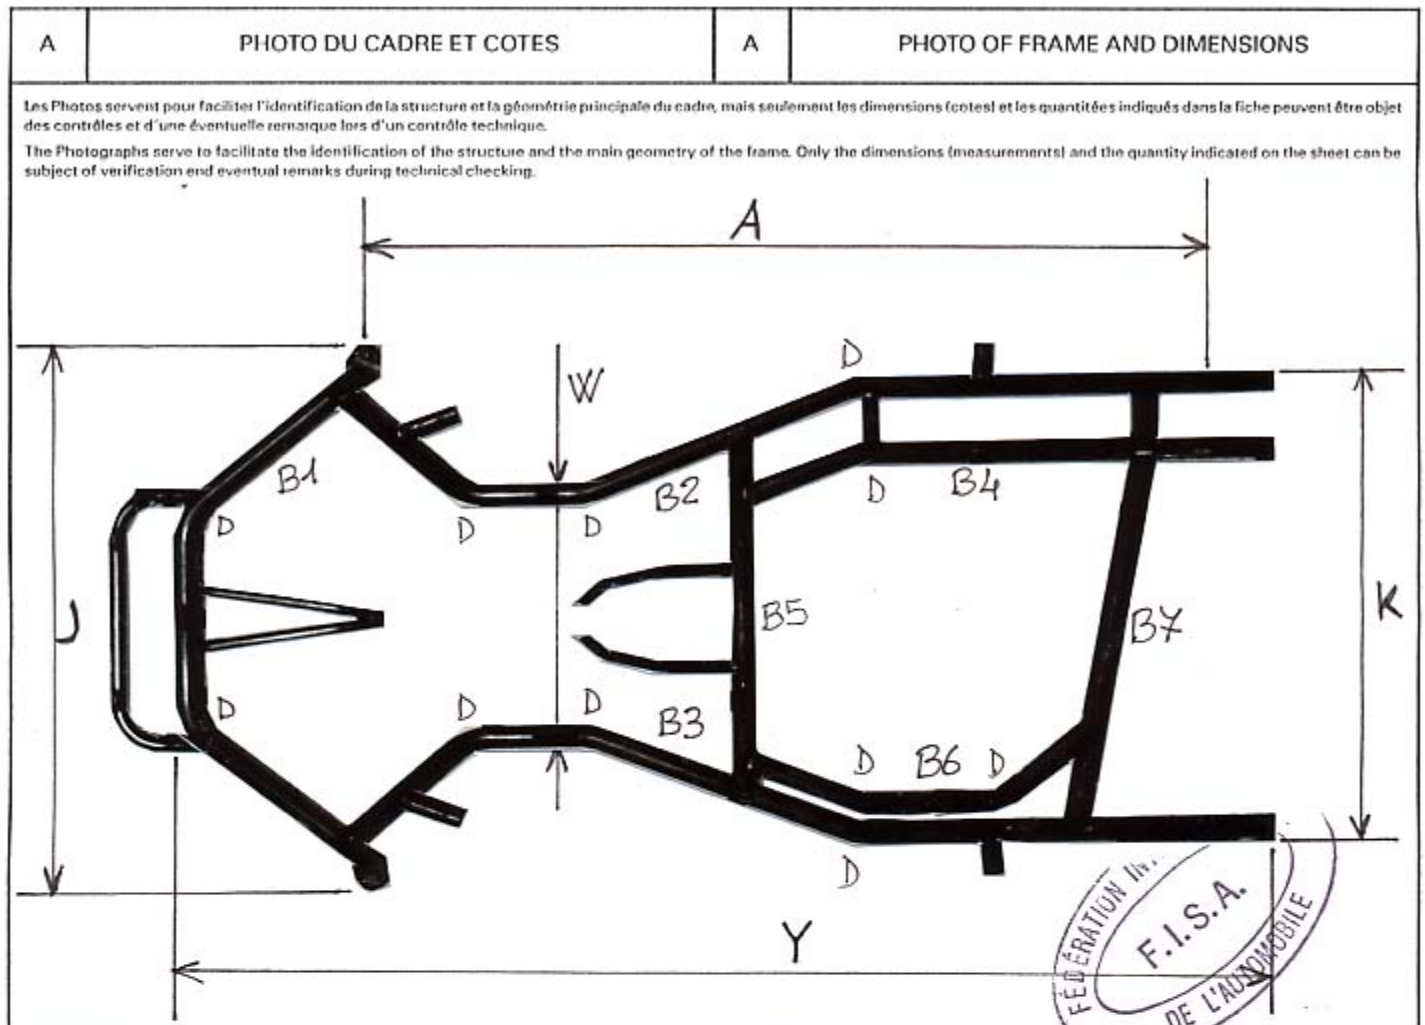 A PHOTO DU CADRE ET COTES A PHOTO OF FRAME AND DIMENSIONS
Les Photos servent pour faciliter l'identification de la structure et la géométrie principale du cadre, mais seulement les dimensions (cotes) et les quantitées indiqués dans la fiche peuvent être objet
des contrôles et d'une éventuelle remarque lors d'un contrôle technique.
The Photographs serve to facilitate the identification of the structure and the main geometry of the frame. Only the dimensions (measurements) and the quantity indicated on the sheet can be
subject of verification end eventual remarks during technical checking.
A
D
W
B1 B2 D B4
D D D
J B5 B7 K
D D D B3
D B6 D
D
Y
FÉDÉRATION INT.
F.I.S.A.
DE L'AUTOMOBILE